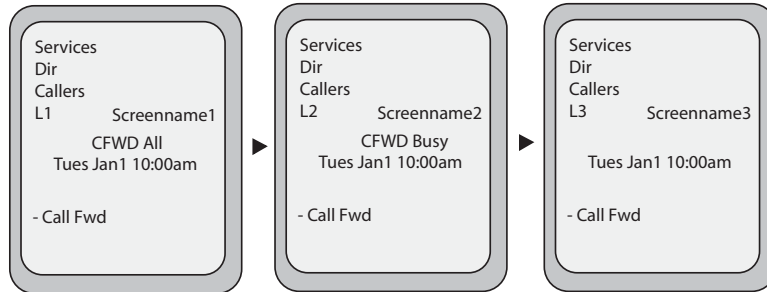 Services
Dir
Callers
L1 Screenname1
CFWD All
Tues Jan1 10:00am
- Call Fwd
Services
Dir
Callers
L2 Screenname2
CFWD Busy
Tues Jan1 10:00am
- Call Fwd
Services
Dir
Callers
L3 Screenname3
Tues Jan1 10:00am
- Call Fwd